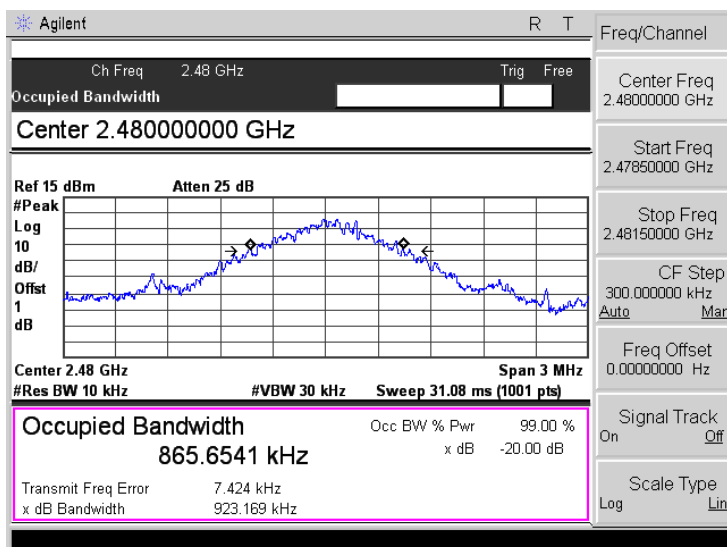 Agilent R T
Freq/Channel
Ch Freq 2.48 GHz Trig Free
Occupied Bandwidth
Center 2.480000000 GHz
Ref 15 dBm Atten 25 dB
#Peak
Log
10
dB/
Offst
1
dB
Center 2.48 GHz Span 3 MHz
#Res BW 10 kHz #VBW 30 kHz Sweep 31.08 ms (1001 pts)
Occupied Bandwidth Occ BW % Pwr 99.00 %
865.6541 kHz x dB -20.00 dB
Transmit Freq Error 7.424 kHz
x dB Bandwidth 923.169 kHz
Center Freq
2.48000000 GHz
Start Freq
2.47850000 GHz
Stop Freq
2.48150000 GHz
CF Step
300.000000 kHz
Auto Man
Freq Offset
0.00000000 Hz
Signal Track
On Off
Scale Type
Log Lin